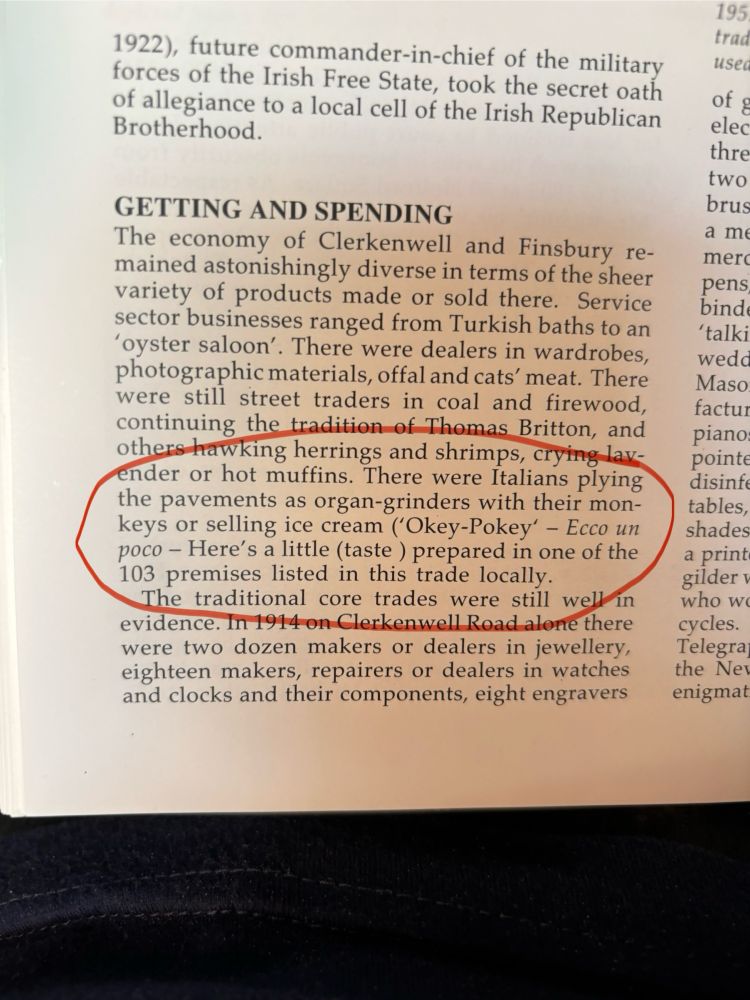 1922), future commander-in-chief of the military
forces of the Irish Free State, took the secret oath
of allegiance to a local cell of the Irish Republican
Brotherhood.
GETTING AND SPENDING
The economy of Clerkenwell and Finsbury re-
mained astonishingly diverse in terms of the sheer
variety of products made or sold there. Service
sector businesses ranged from Turkish baths to an
‘oyster saloon’. There were dealers in wardrobes,
photographic materials, offal and cats’ meat. There
were still street traders in coal and firewood,
continuing the tradition of Thomas Britton, and
others hawking herrings and shrimps, crying lav-
ender or hot muffins. There were Italians plying
the pavements as organ-grinders with their mon-
keys or selling ice cream (‘Okey-Pokey‘ – Ecco un
poco – Here’s a little (taste ) prepared in one of the
103 premises listed in this trade locally.
The traditional core trades were still well in
evidence. In 1914 on Clerkenwell Road alone there
were two dozen makers or dealers in jewellery,
eighteen makers, repairers or dealers in watches
and clocks and their components, eight engravers
195
trad
used
of g
elec
thre
two
brus
a me
merc
pens,
binde
‘talki
wedd
Maso
factur
pianos
pointe
disinfe
tables,
shades
a printe
gilder w
who wo
cycles.
Telegra
the New
enigmat